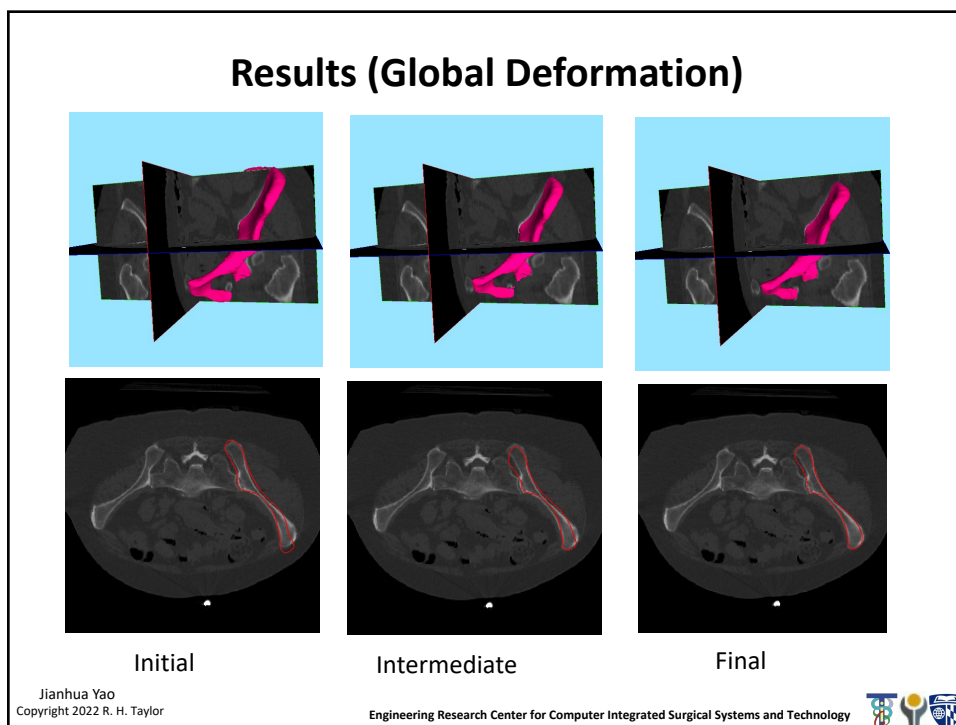 Results (Global Deformation)
Initial
Intermediate
Final
Jianhua Yao
Copyright 2022 R. H. Taylor
Engineering Research Center for Computer Integrated Surgical Systems and Technology